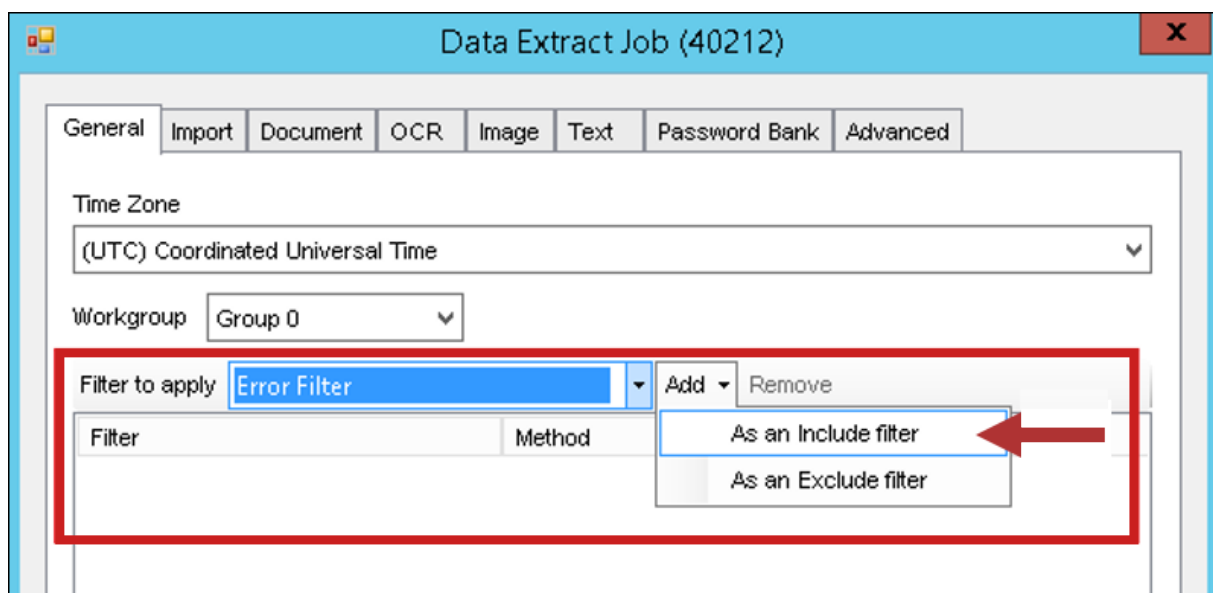 Data Extract Job (40212)
x
General Import Document OCR Image Text Password Bank Advanced
Time Zone
(UTC) Coordinated Universal Time
Workgroup Group 0
Filter to apply Error Filter Add Remove
Filter Method As an Include filter
As an Exclude filter